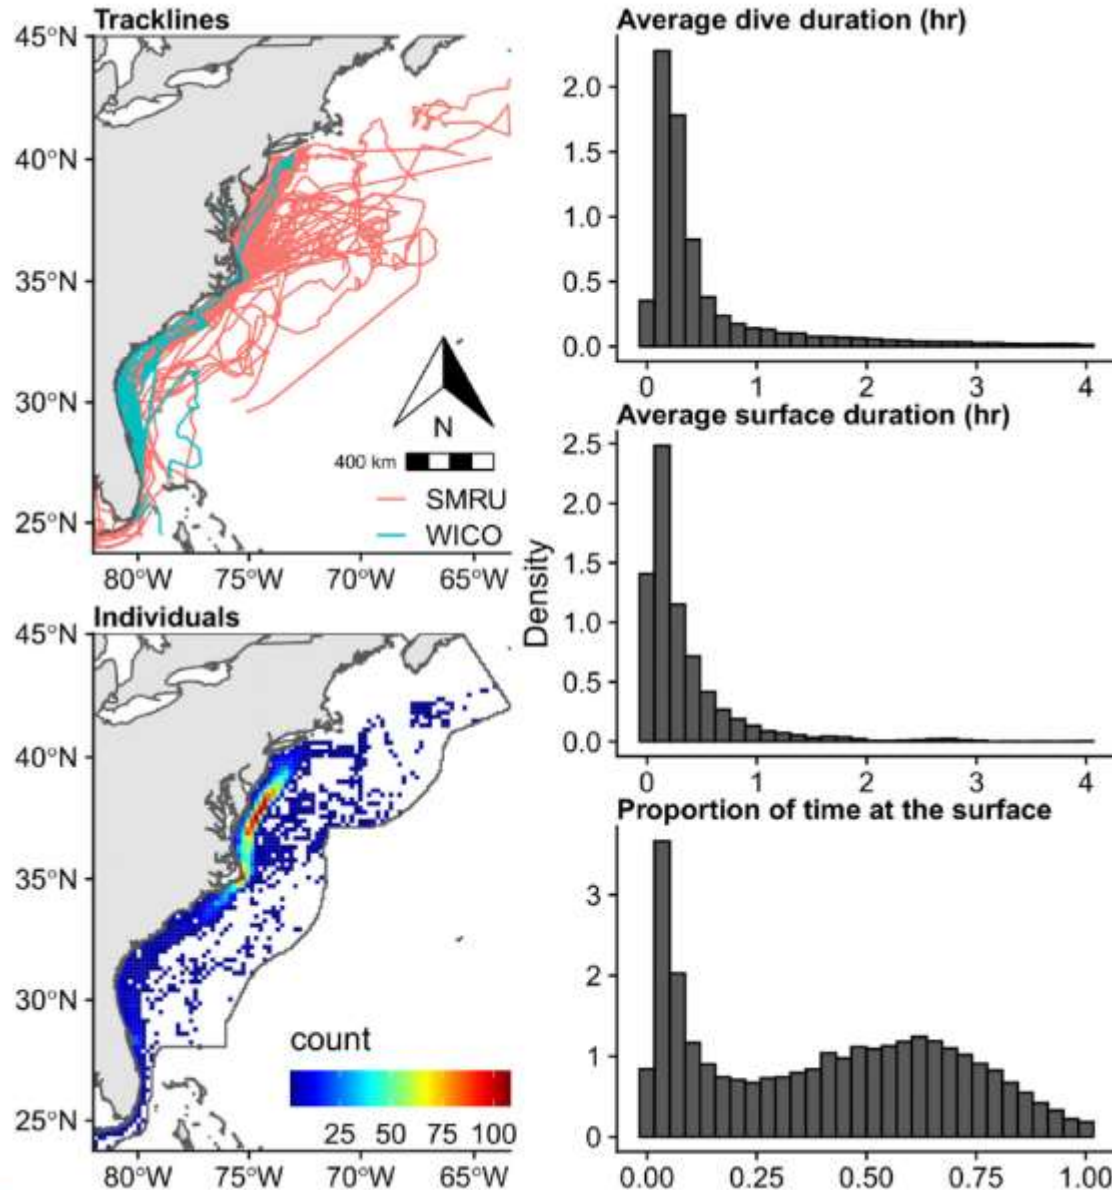 Tracklines
45°N
40°N
35°N
30°N
25°N
80°W
75°W
70°W
65°W
N
400 km
SMRU
WICO
Individuals
45°N
40°N
35°N
30°N
25°N
80°W
75°W
70°W
65°W
count
25
50
75
100
Density
Average dive duration (hr)
2.0
1.5
1.0
0.5
0.0
0
1
2
3
4
Average surface duration (hr)
2.5
2.0
1.5
1.0
0.5
0.0
0
1
2
3
4
Proportion of time at the surface
3
2
1
0
0.00
0.25
0.50
0.75
1.00